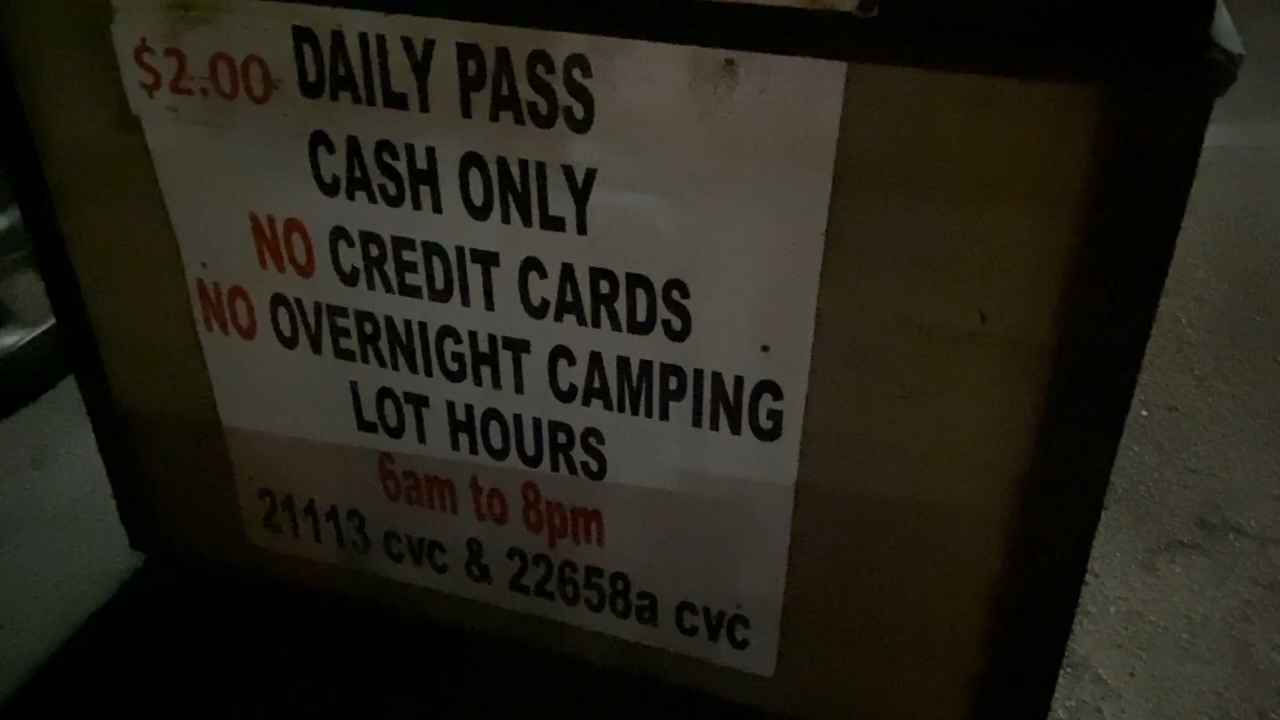 $2.00 DAILY PASS
CASH ONLY
NO CREDIT CARDS
NO OVERNIGHT CAMPING
LOT HOURS
6am to 8pm
21113 cvc & 22658a cvc